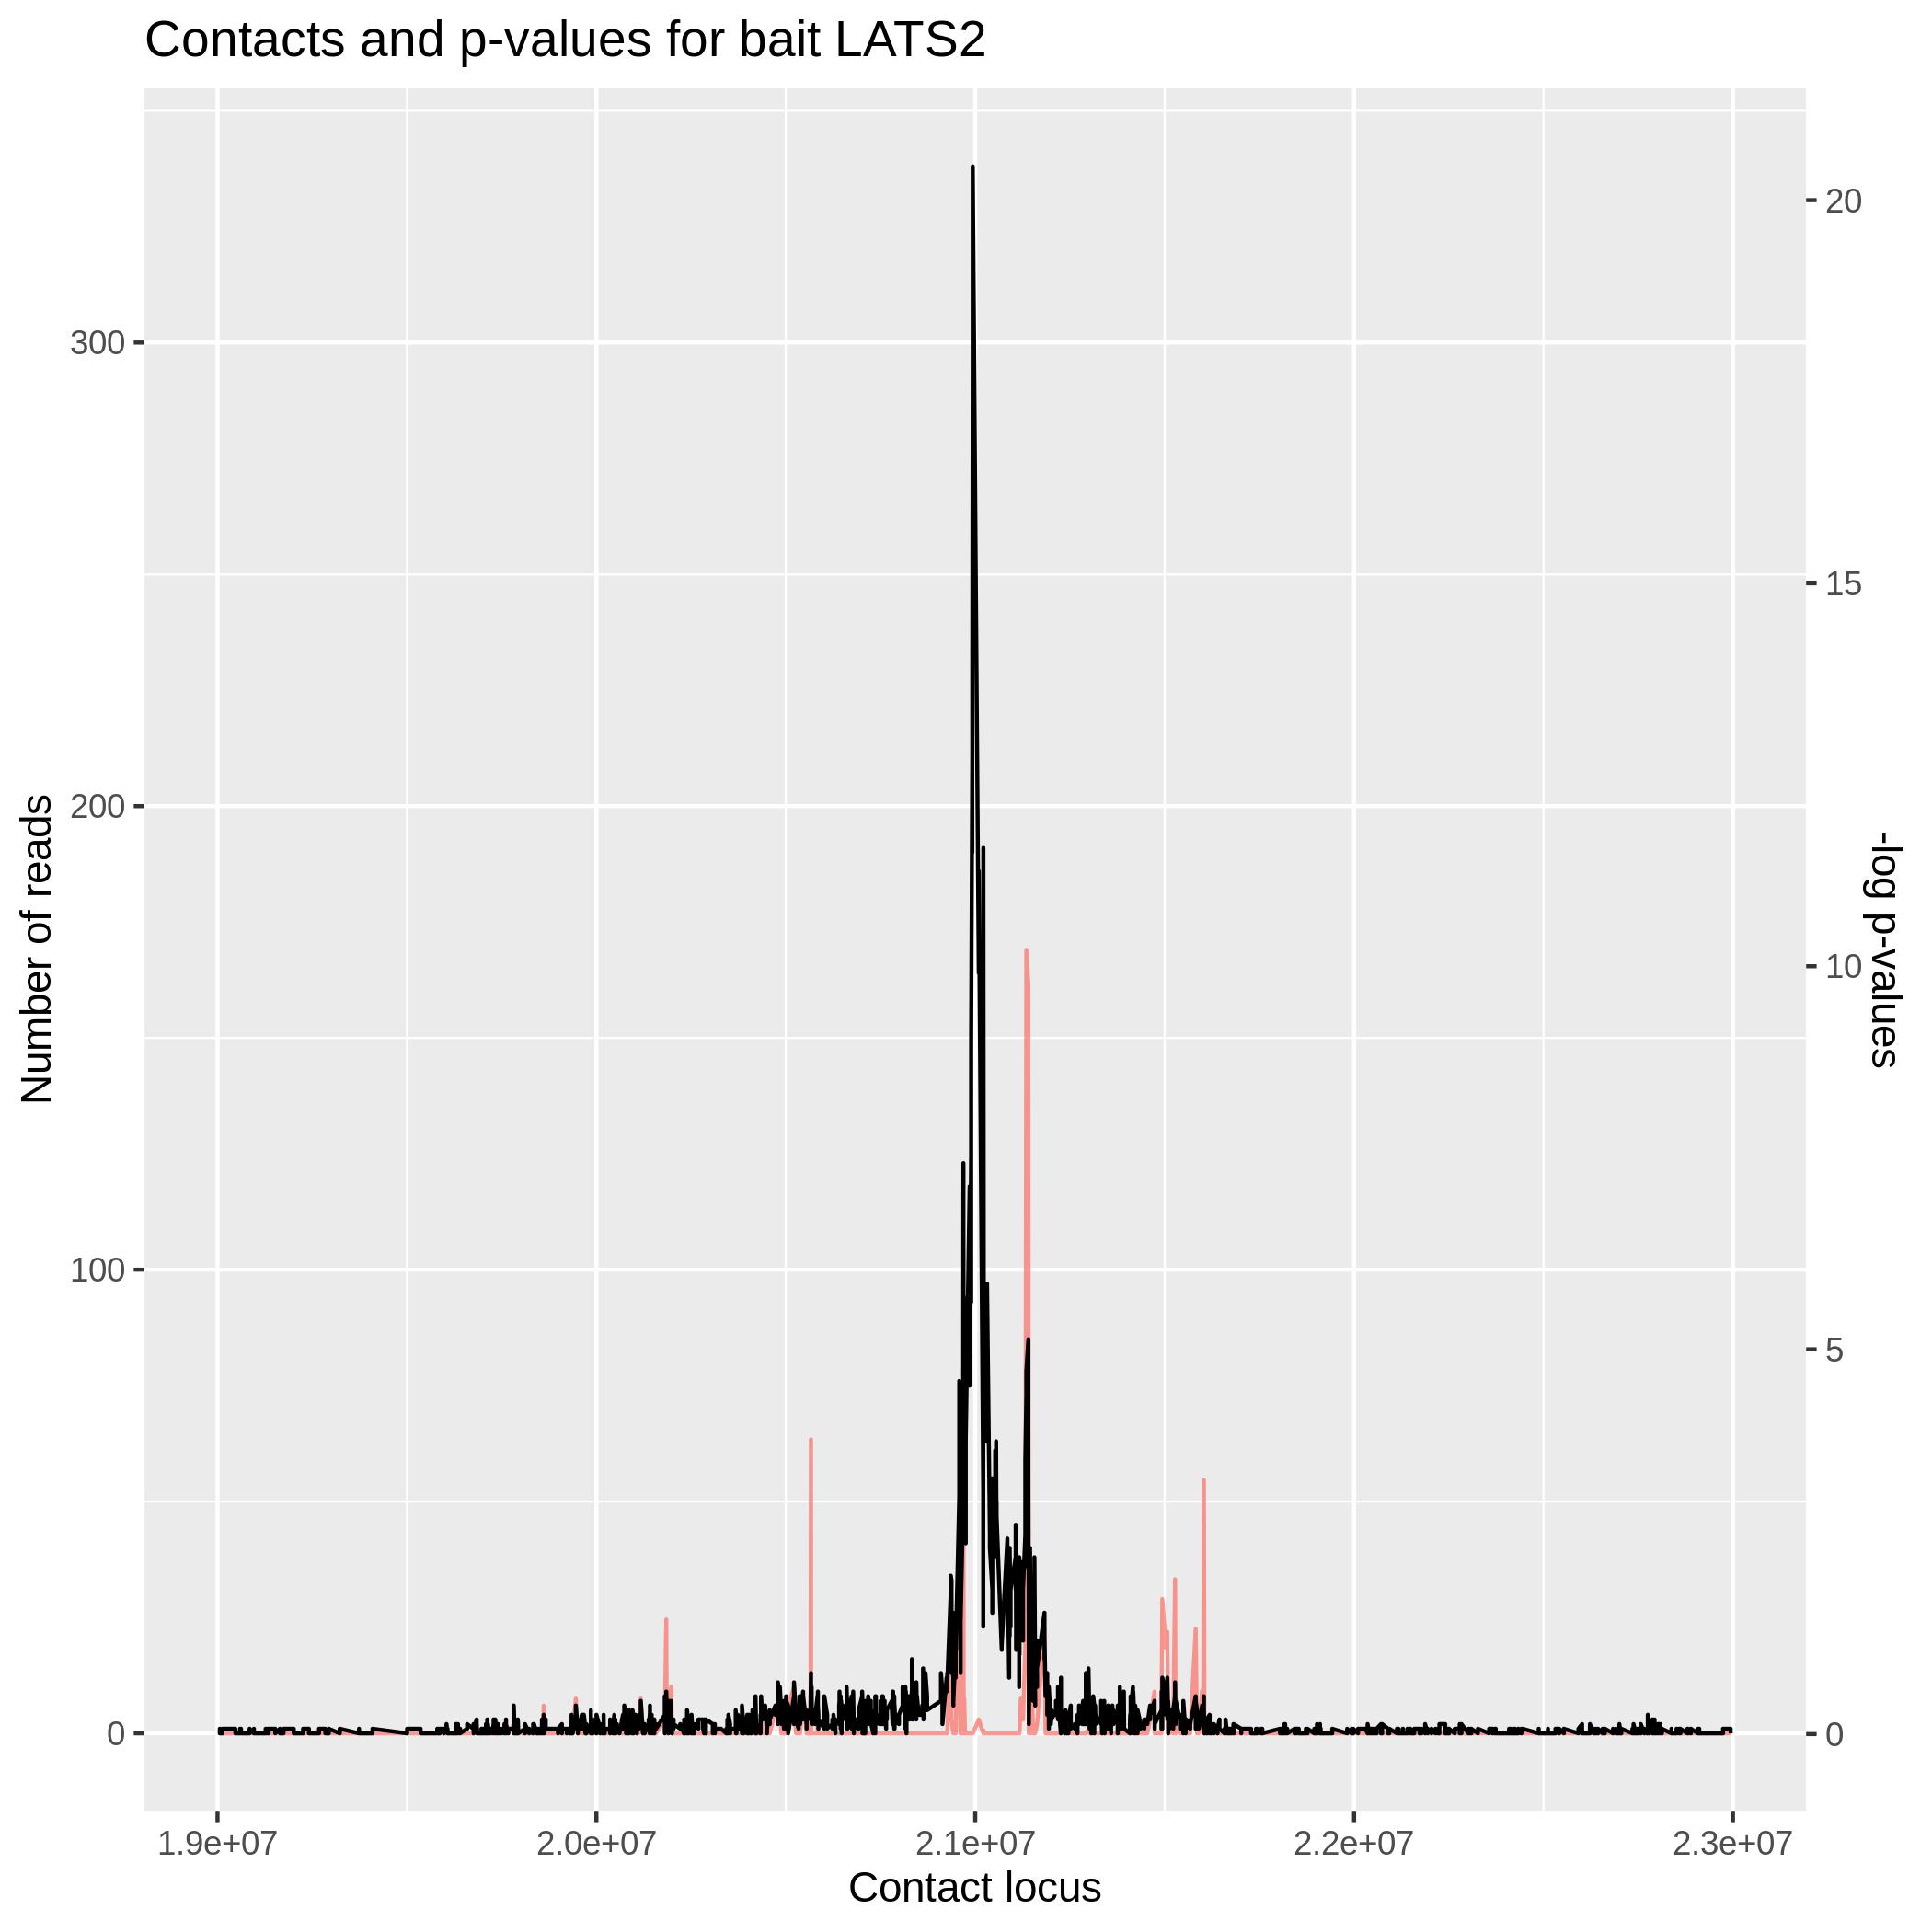 Contacts and p-values for bait LATS2
300
200
100
0
20
15
10
5
0
Number of reads
-log p-values
1.9e+07 2.0e+07 2.1e+07 2.2e+07 2.3e+07
Contact locus